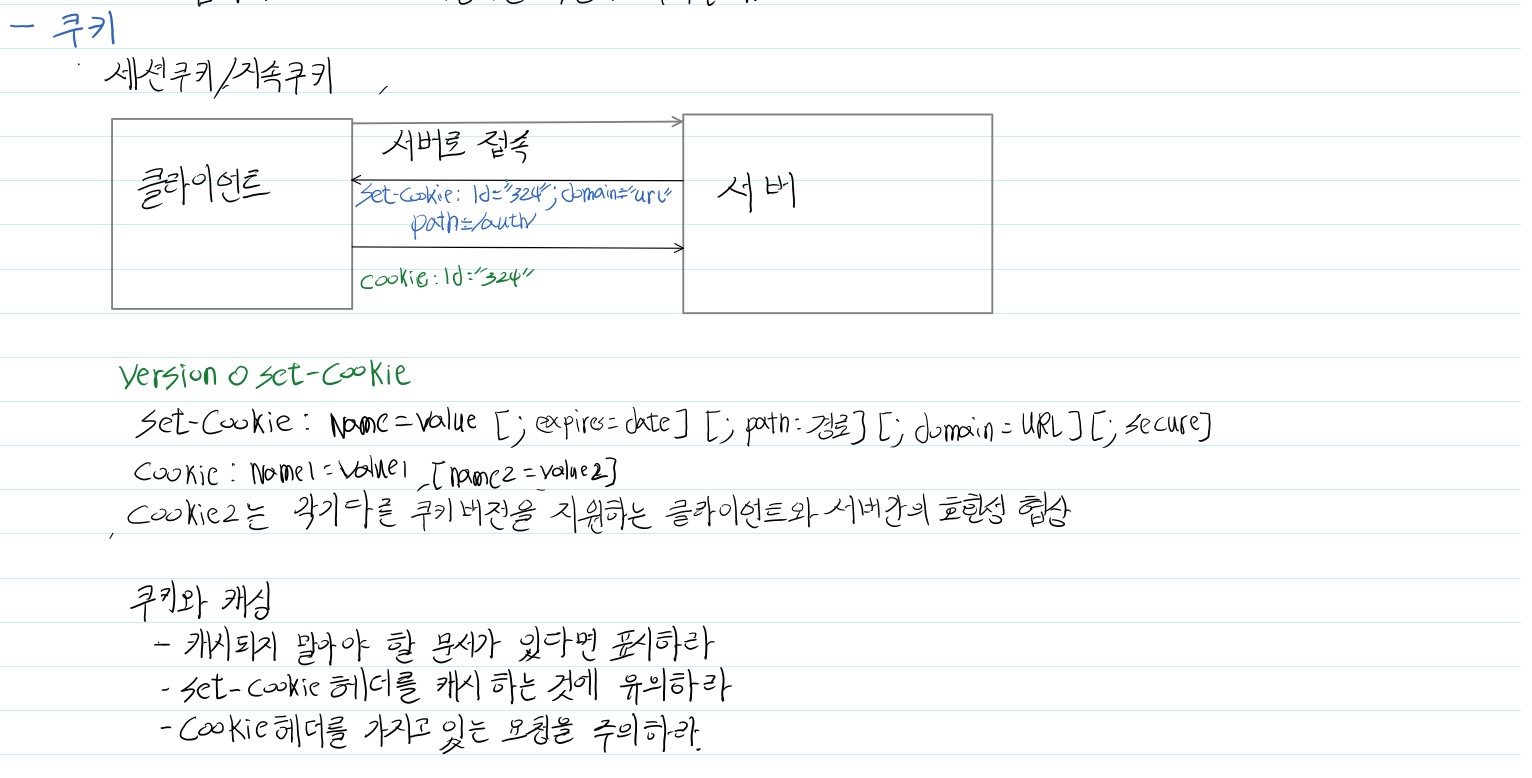 - 쿠키
세션쿠키/지속쿠키
클라이언트
서버로 접속
set-cookie: Id="324"; domain="url"
path=/auth
cookie: Id="324"
서버
Version 0 set-cookie
Set-Cookie: Name=value [; expires=date] [; path=경로] [; domain=URL] [; secure]
Cookie: Name1=value1 [name2=value2]
Cookie2는 각기다른 쿠키버전을 지원하는 클라이언트와 서버간의 호환성 협상
쿠키와 캐싱
- 캐시되지 말아야 할 문서가 있다면 표시하라
- set-cookie 헤더를 캐시 하는 것에 유의하라
- Cookie헤더를 가지고 있는 요청을 주의하라.